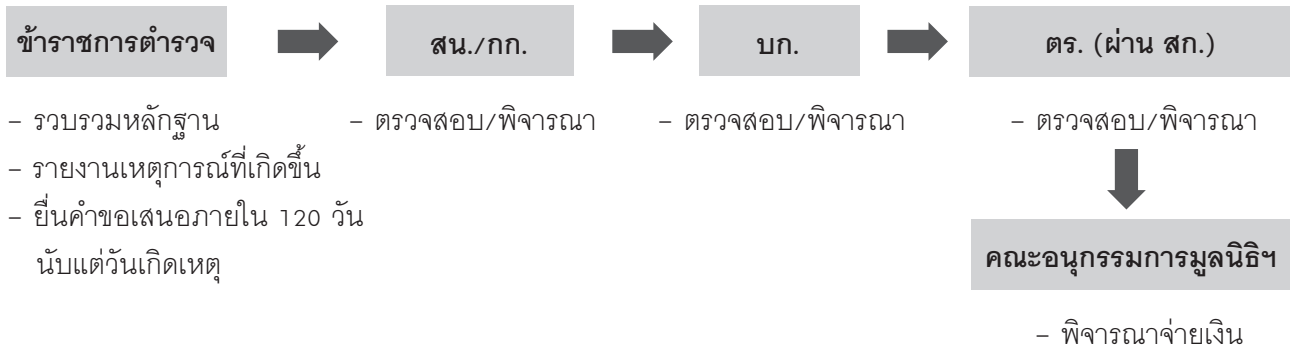 ข้าราชการตำรวจ
– รวบรวมหลักฐาน
– รายงานเหตุการณ์ที่เกิดขึ้น
– ยื่นคำขอเสนอภายใน 120 วัน
นับแต่วันเกิดเหตุ
สน./กก.
– ตรวจสอบ/พิจารณา
บก.
– ตรวจสอบ/พิจารณา
ตร. (ผ่าน สก.)
– ตรวจสอบ/พิจารณา
คณะอนุกรรมการมูลนิธิฯ
– พิจารณาจ่ายเงิน